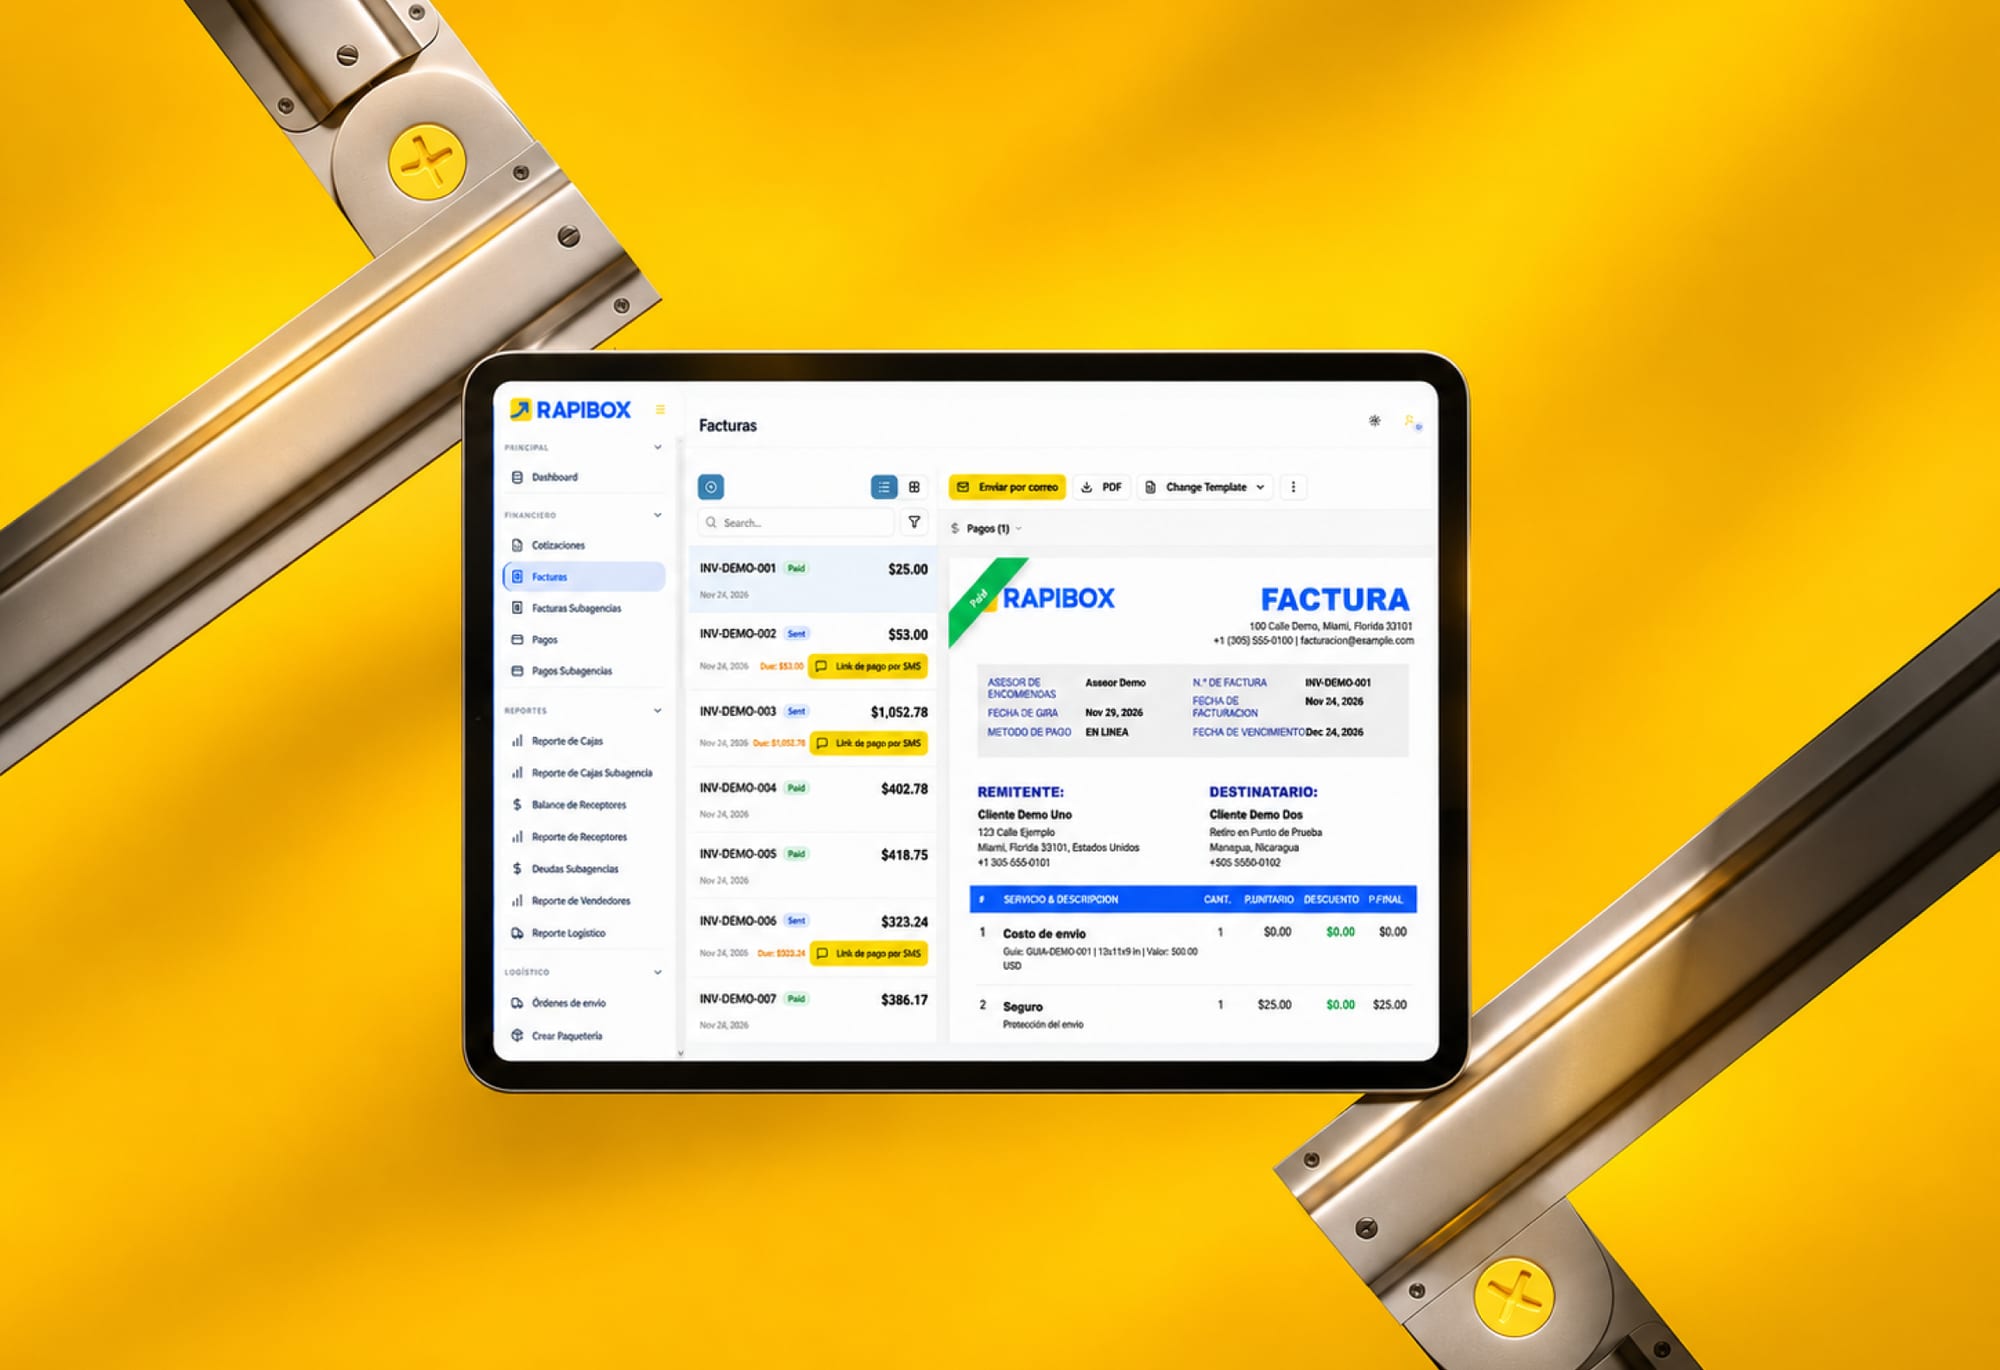 RAPIBOX
PRINCIPAL
Dashboard
FINANCIERO
Cotizaciones
Facturas
Facturas Subagencias
Pagos
Pagos Subagencias
REPORTES
Reporte de Cajas
Reporte de Cajas Subagencia
Balance de Receptores
Reporte de Receptores
Deudas Subagencias
Reporte de Vendedores
Reporte Logístico
LOGÍSTICO
Órdenes de envio
Crear Paquetería
Facturas
Search...
INV-DEMO-001 Paid $25.00
Nov 24, 2026
INV-DEMO-002 Sent $53.00
Nov 24, 2026 Due: $53.00 Link de pago por SMS
INV-DEMO-003 Sent $1,052.78
Nov 24, 2026 Due: $1,052.78 Link de pago por SMS
INV-DEMO-004 Paid $402.78
Nov 24, 2026
INV-DEMO-005 Paid $418.75
Nov 24, 2026
INV-DEMO-006 Sent $323.24
Nov 24, 2026 Due: $323.24 Link de pago por SMS
INV-DEMO-007 Paid $386.17
Nov 24, 2026
Enviar por correo PDF Change Template
$ Pagos (1)
Paid
RAPIBOX
FACTURA
100 Calle Demo, Miami, Florida 33101
+1 (305) 555-0100 | facturacion@example.com
ASESOR DE
ENCOMIENDAS
Asesor Demo
FECHA DE GIRA Nov 29, 2026
METODO DE PAGO EN LINEA
N.° DE FACTURA INV-DEMO-001
FECHA DE
FACTURACION
Nov 24, 2026
FECHA DE VENCIMIENTO Dec 24, 2026
REMITENTE:
Cliente Demo Uno
123 Calle Ejemplo
Miami, Florida 33101, Estados Unidos
+1 305-555-0101
DESTINATARIO:
Cliente Demo Dos
Retiro en Punto de Prueba
Managua, Nicaragua
+505 5550-0102
# SERVICIO & DESCRIPCION CANT. P.UNITARIO DESCUENTO P.FINAL
1 Costo de envio 1 $0.00 $0.00 $0.00
Guia: GUIA-DEMO-001 | 13x11x9 in | Valor: 500.00
USD
2 Seguro 1 $25.00 $0.00 $25.00
Protección del envio